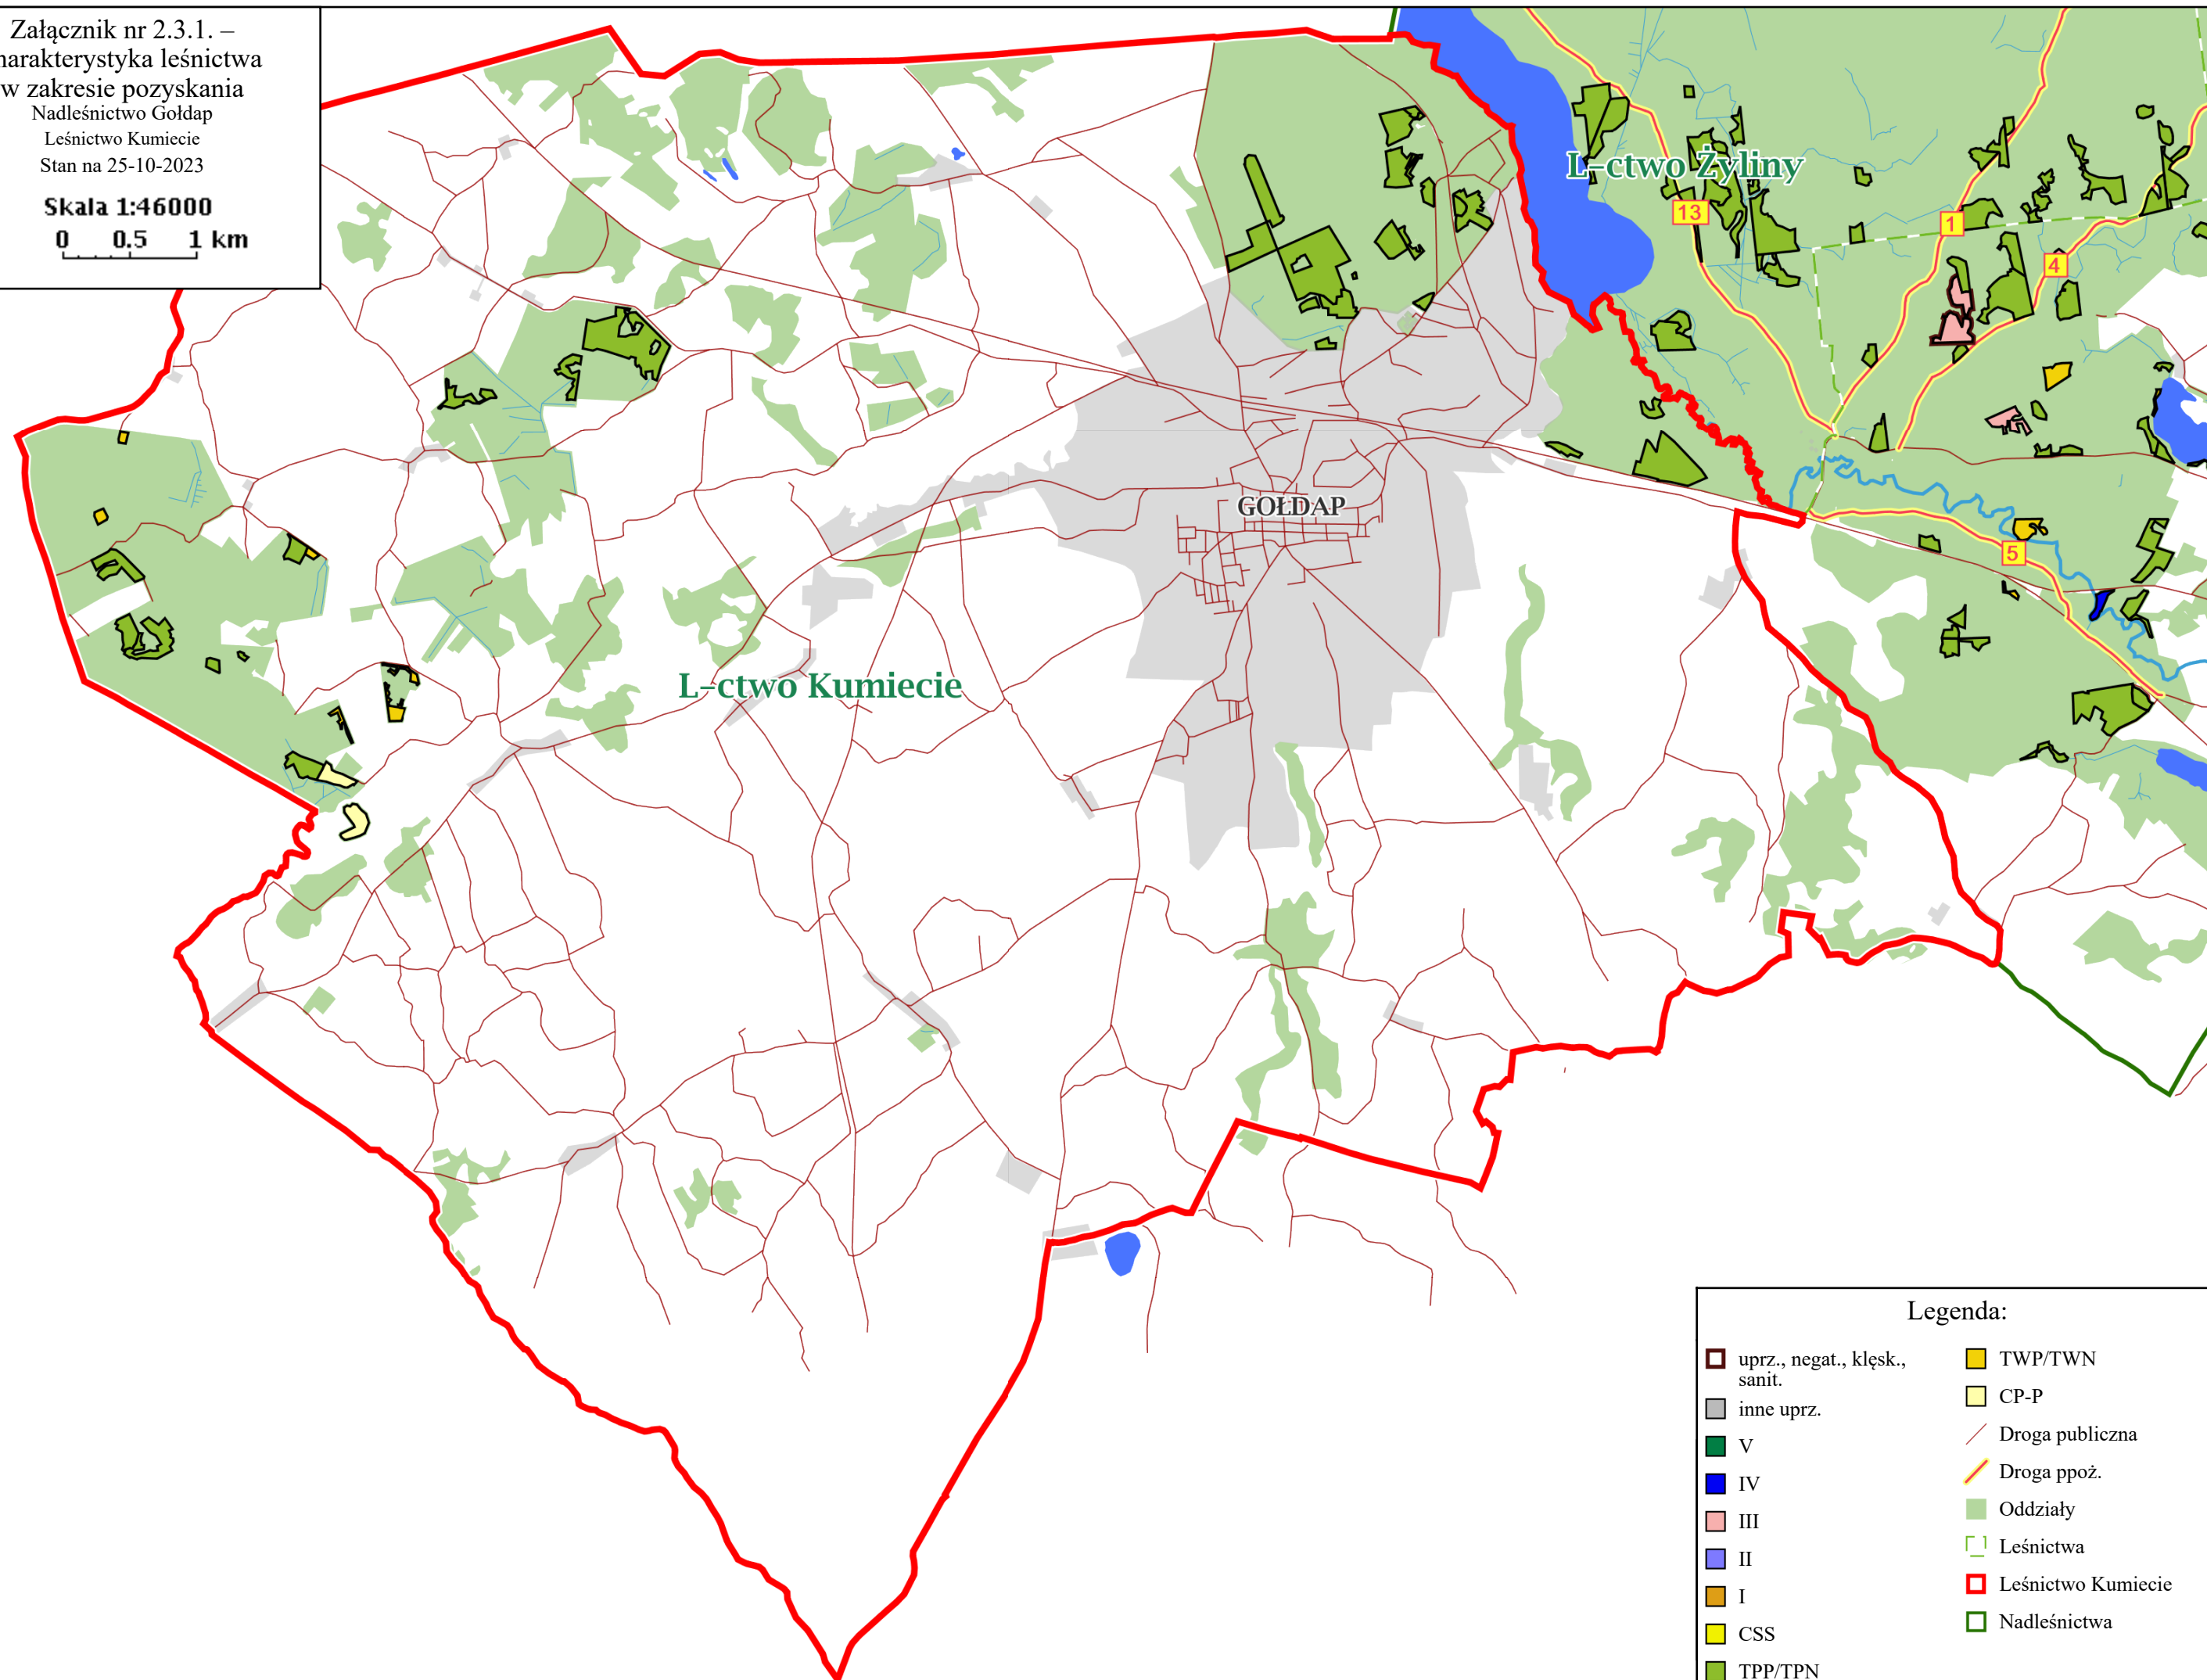 Załącznik nr 2.3.1. –
harakterystyka leśnictwa
w zakresie pozyskania
Nadleśnictwo Gołdap
Leśnictwo Kumiecie
Stan na 25-10-2023
Skala 1:46000
0 0.5 1 km
L-ctwo Żyliny
13
1
4
GOŁDAP
5
L-ctwo Kumiecie
Legenda:
uprz., negat., klęsk.,
sanit.
inne uprz.
V
IV
III
II
I
CSS
TPP/TPN
TWP/TWN
CP-P
Droga publiczna
Droga ppoż.
Oddziały
Leśnictwa
Leśnictwo Kumiecie
Nadleśnictwa